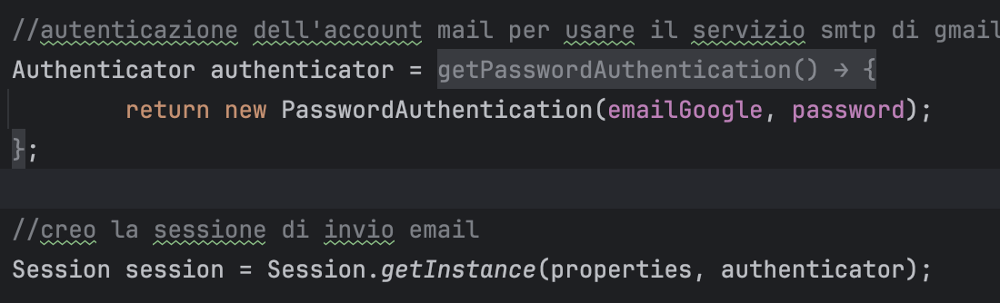 //autenticazione dell'account mail per usare il servizio smtp di gmail
Authenticator authenticator = getPasswordAuthentication() → {
return new PasswordAuthentication(emailGoogle, password);
};
//creo la sessione di invio email
Session session = Session.getInstance(properties, authenticator);